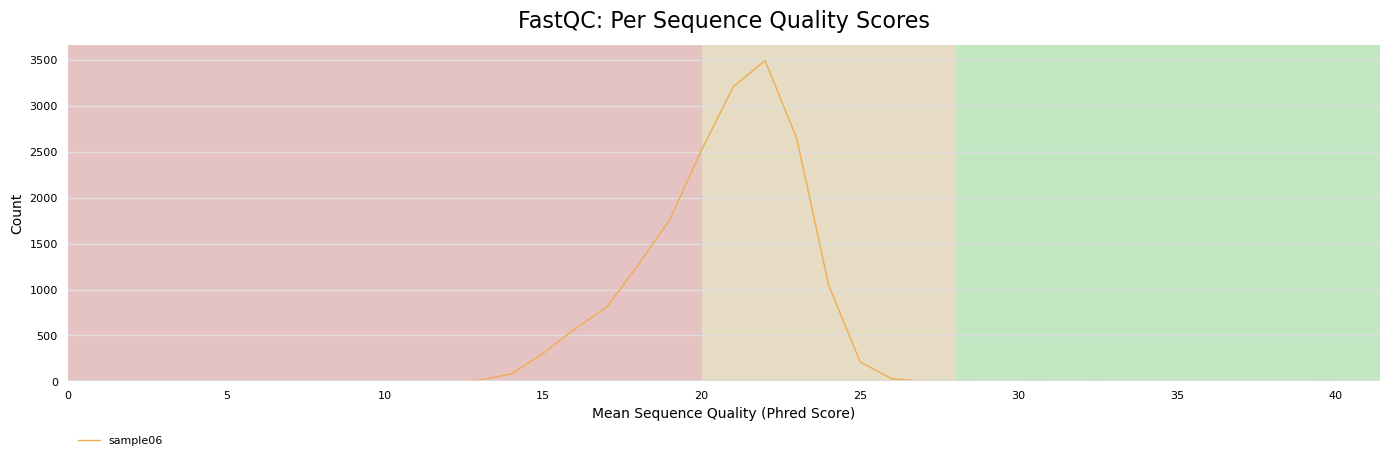 FastQC: Per Sequence Quality Scores
3500
3000
2500
2000
1500
1000
500
0
Count
0 5 10 15 20 25 30 35 40
Mean Sequence Quality (Phred Score)
sample06